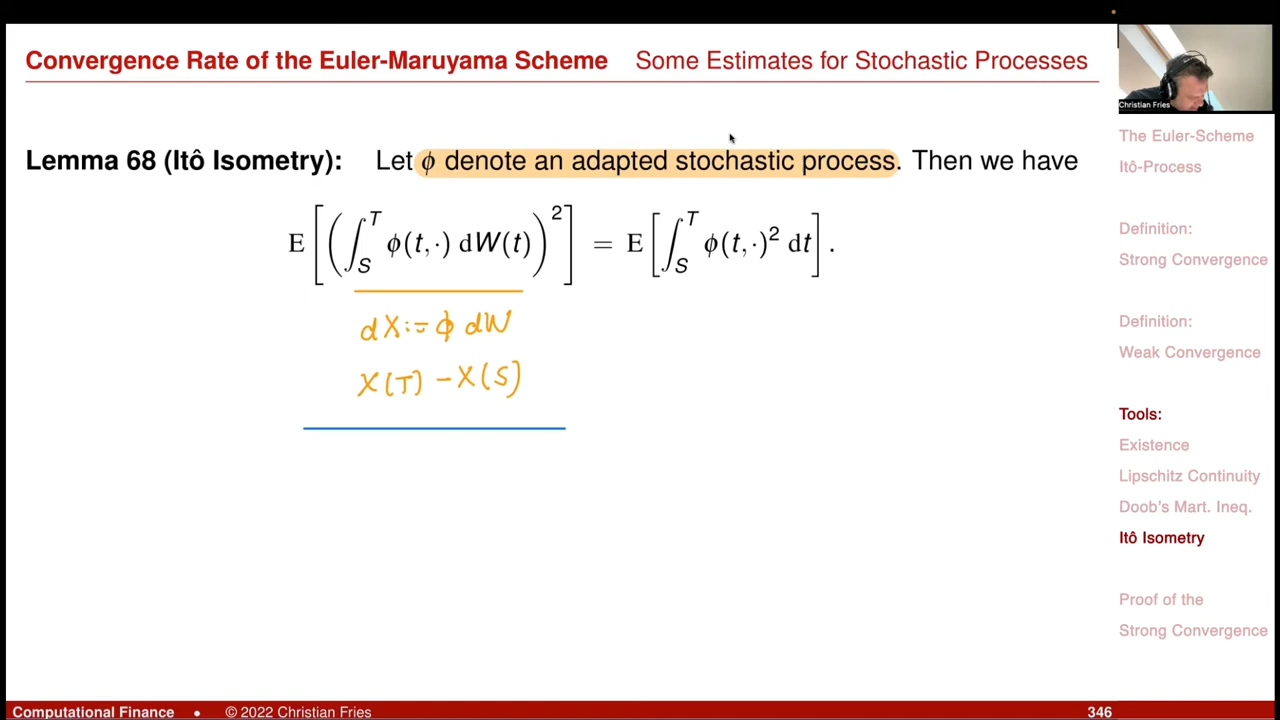 Convergence Rate of the Euler-Maruyama Scheme Some Estimates for Stochastic Processes
Christian Fries
Lemma 68 (Itô Isometry): Let ϕ denote an adapted stochastic process. Then we have
E[(∫_S^T ϕ(t,·) dW(t))^2] = E[∫_S^T ϕ(t,·)^2 dt].
dX := ϕ dW
X(T) - X(S)
The Euler-Scheme
Itô-Process
Definition:
Strong Convergence
Definition:
Weak Convergence
Tools:
Existence
Lipschitz Continuity
Doob's Mart. Ineq.
Itô Isometry
Proof of the
Strong Convergence
Computational Finance • © 2022 Christian Fries 346